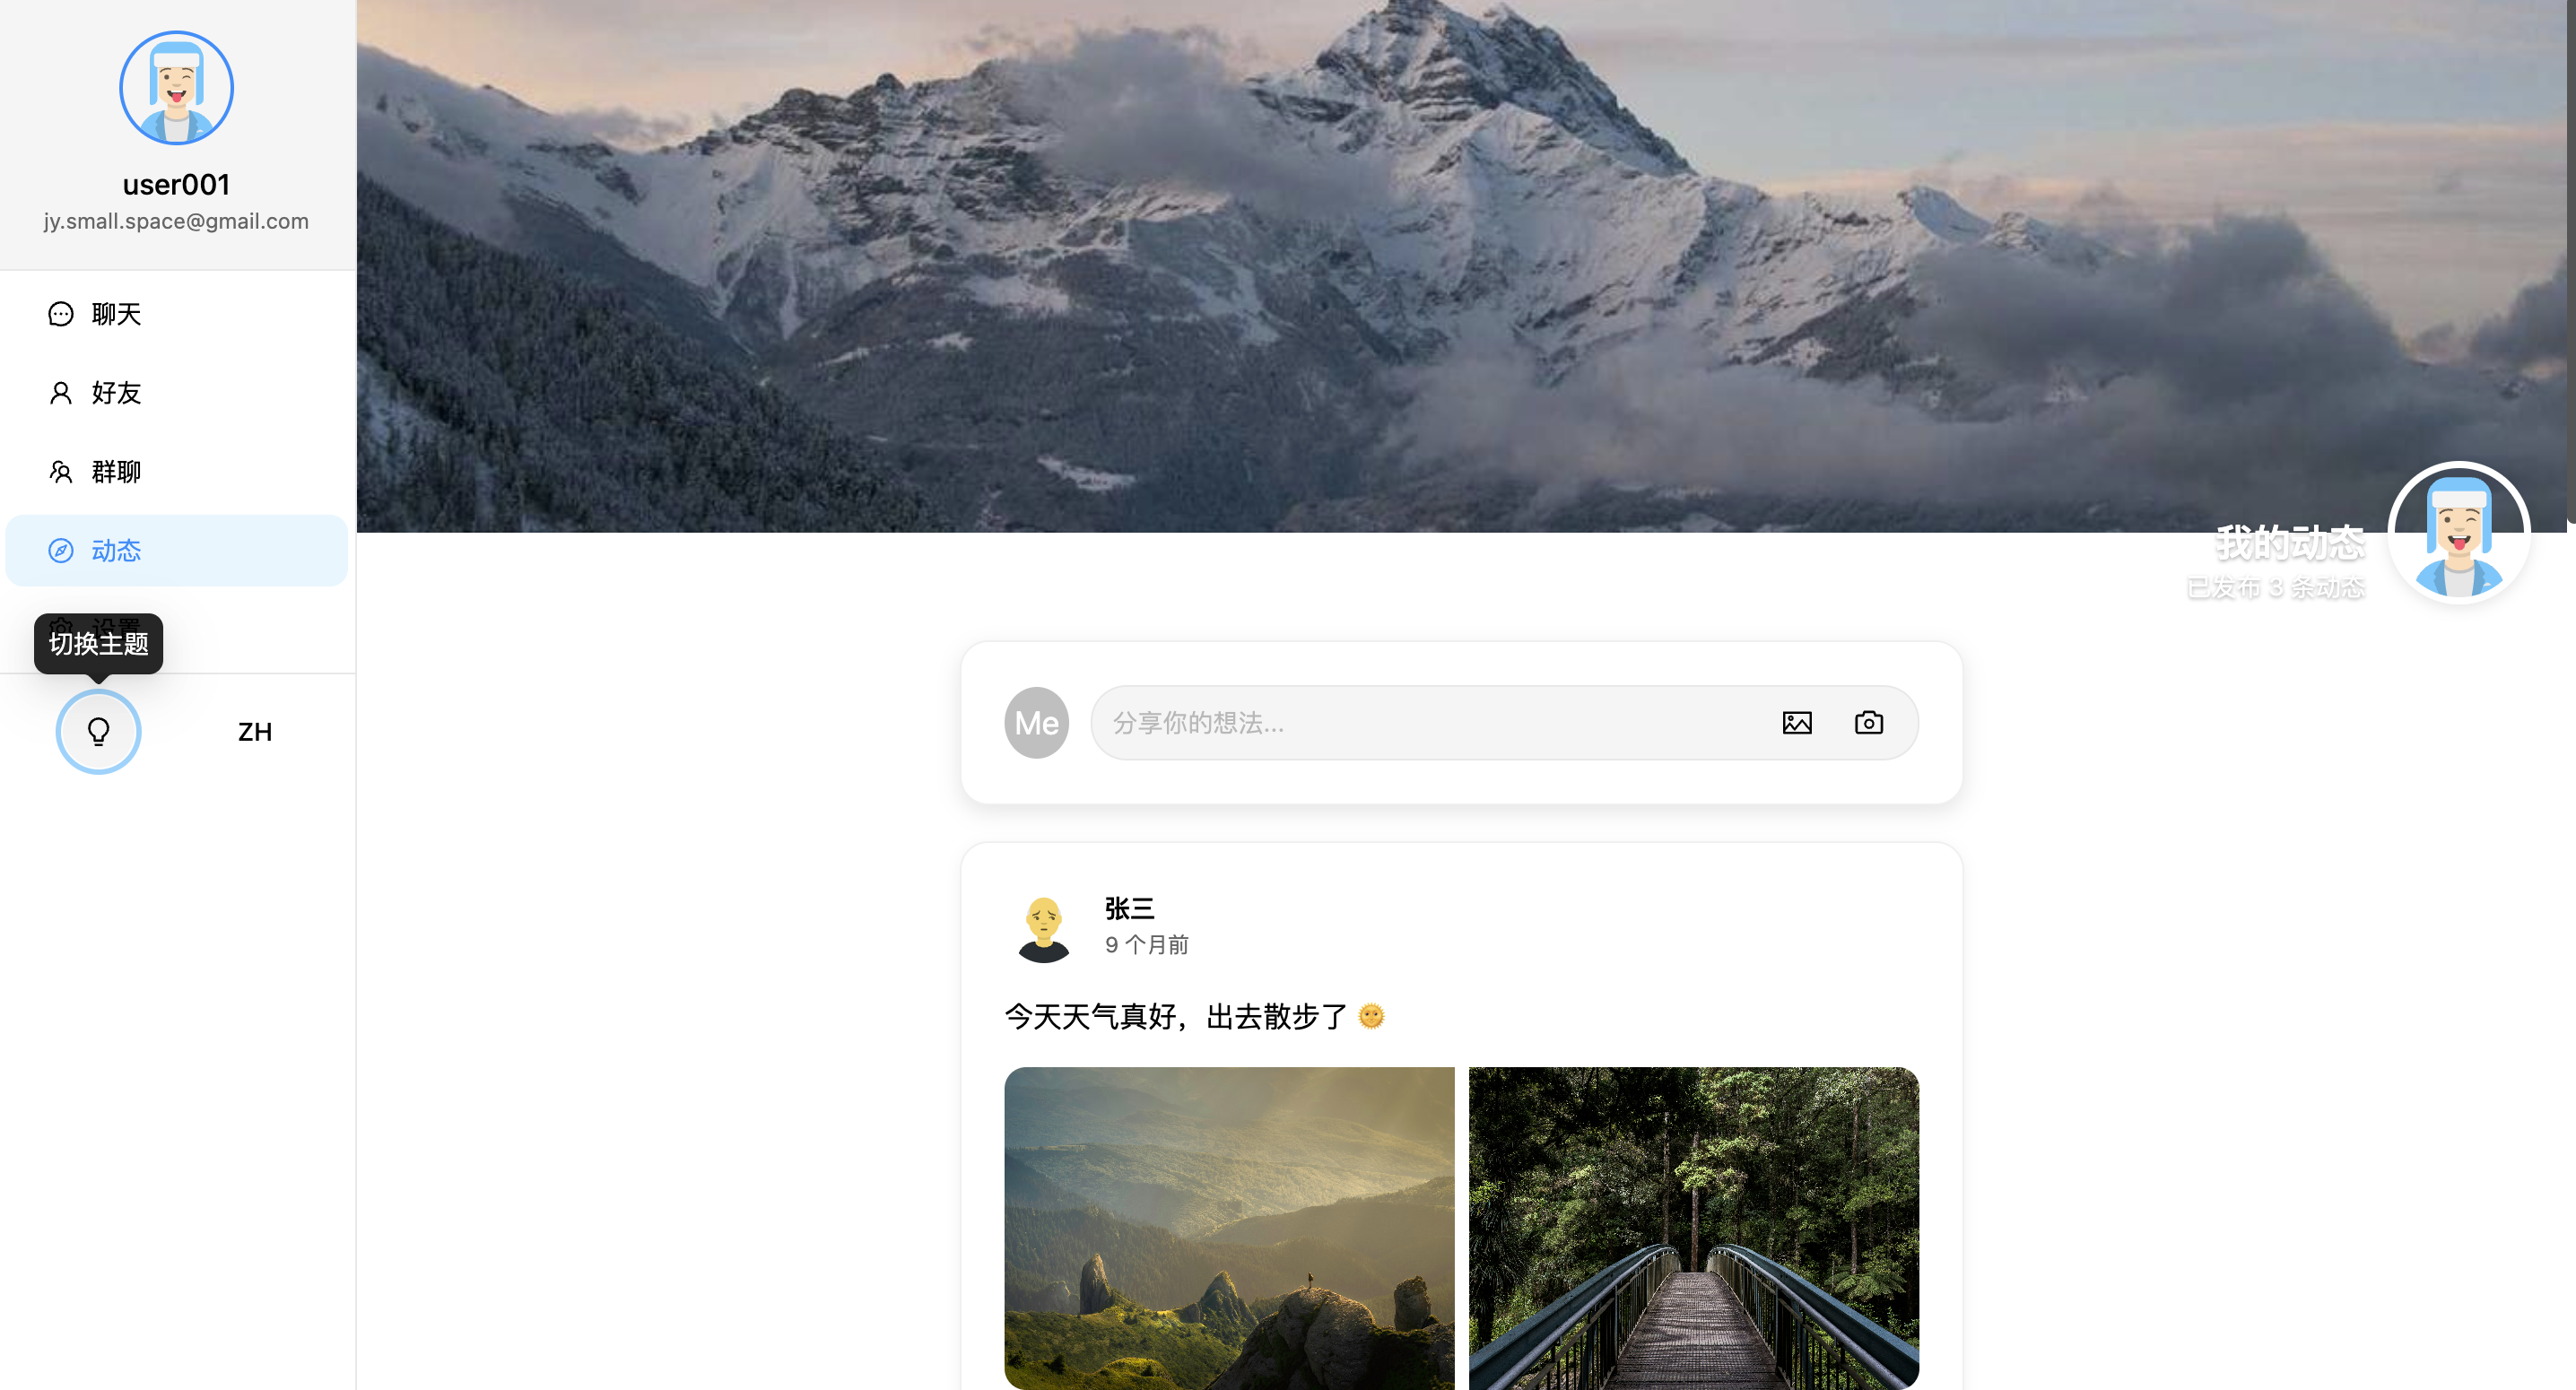 user001
jy.small.space@gmail.com
聊天
好友
群聊
动态
设置
切换主题
ZH
我的动态
已发布 3 条动态
Me
分享你的想法...
张三
9 个月前
今天天气真好，出去散步了 🌞